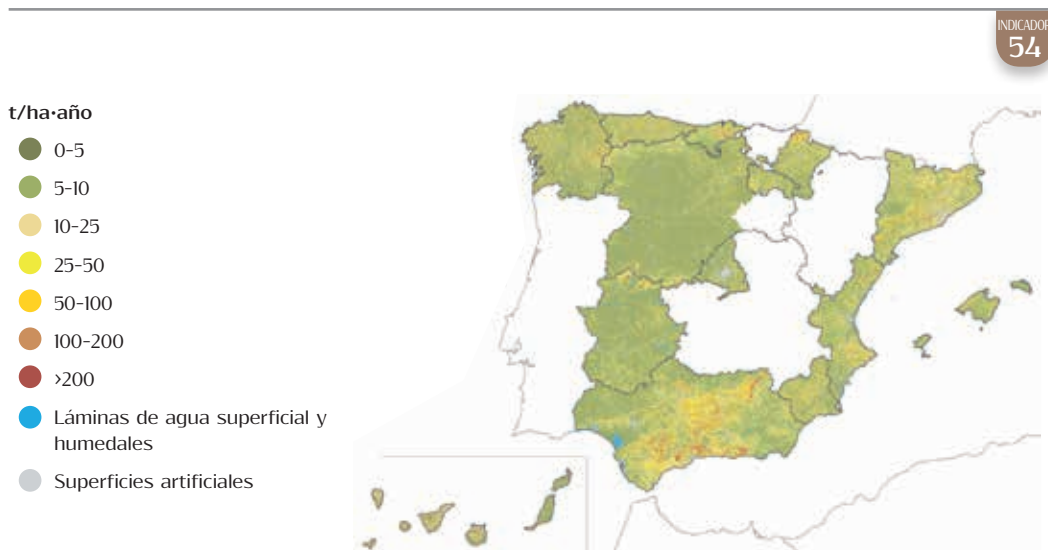 INDICADOR
54
t/ha•año
0-5
5-10
10-25
25-50
50-100
100-200
>200
Láminas de agua superficial y
humedales
Superficies artificiales